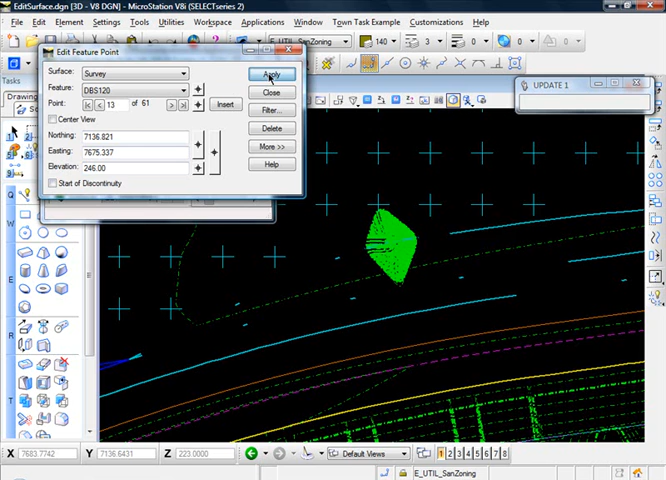 EditSurface.dgn [3D - V8 DGN] - MicroStation V8i (SELECTseries 2)
File Edit Element Settings Tools Utilities Workspace Applications Window Town Task Example Customizations Help
E_UTIL_SanZoning 140 3 0
Tasks
Drawing
Edit Feature Point
Surface: Survey Apply
Feature: DBS120 Close
Point: 13 of 61 Insert Filter...
Center View
Northing: 7136.821 Delete
Easting: 7675.337 More >>
Elevation: 246.00 Help
Start of Discontinuity
UPDATE 1
Q
W
E
R
T
X 7683.7742 Y 7136.6431 Z 223.0000 Default Views 1 2 3 4 5 6 7 8
E_UTIL_SanZoning